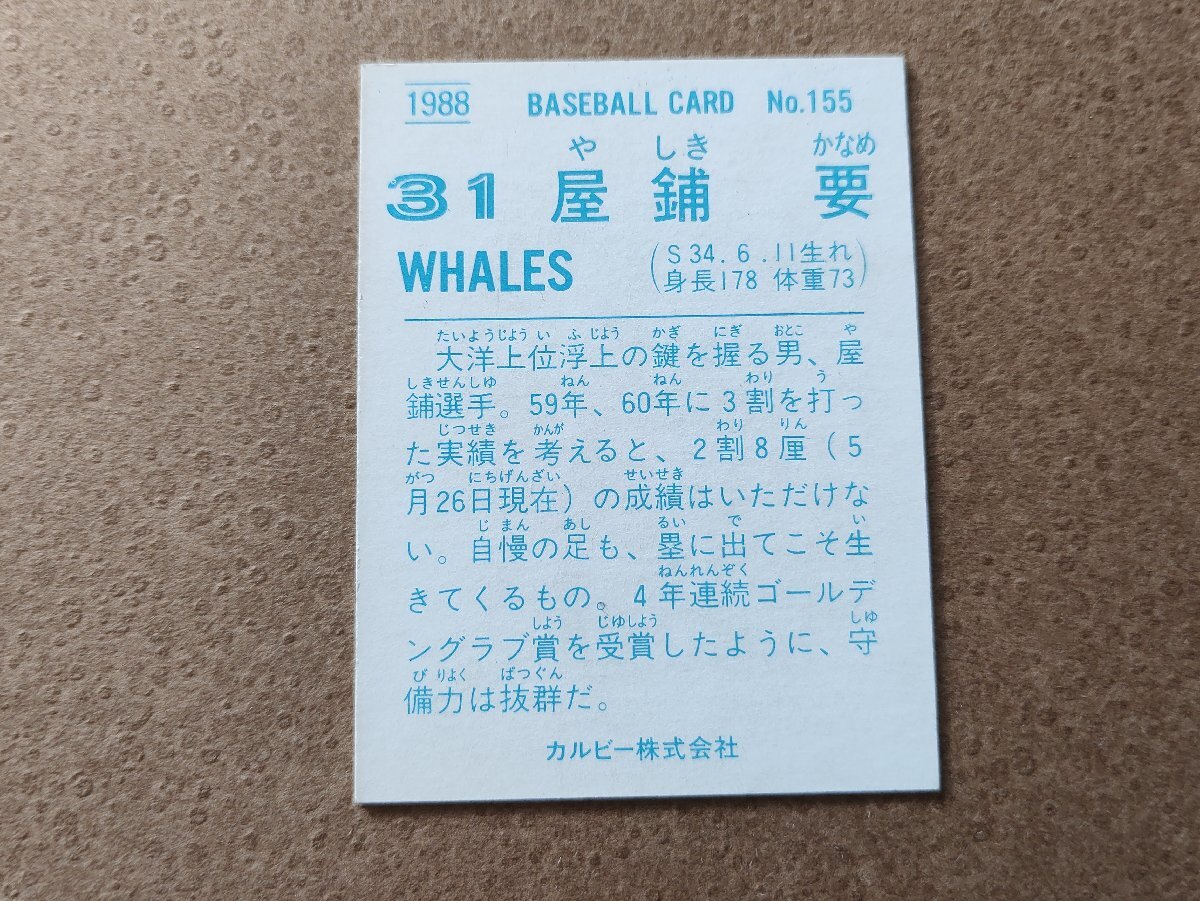 1988 BASEBALL CARD No.155
や しき かなめ
31 屋鋪 要
WHALES
(S34.6.11生れ
身長178 体重73)
たいようじょういふじょう かぎ にぎ おとこ や
大洋上位浮上の鍵を握る男、屋
しきせんしゆ ねん ねん わり う
鋪選手。59年、60年に3割を打っ
じつせき かんが わり りん
た実績を考えると、2割8厘(5
がつ にちげんざい せいせき
月26日現在)の成績はいただけな
じまん あし るい で い
い。自慢の足も、塁に出てこそ生
ねんれんぞく
きてくるもの。4年連続ゴールデ
しよう じゆしよう しゆ
ングラブ賞を受賞したように、守
びりよく ばつぐん
備力は抜群だ。
カルビー株式会社